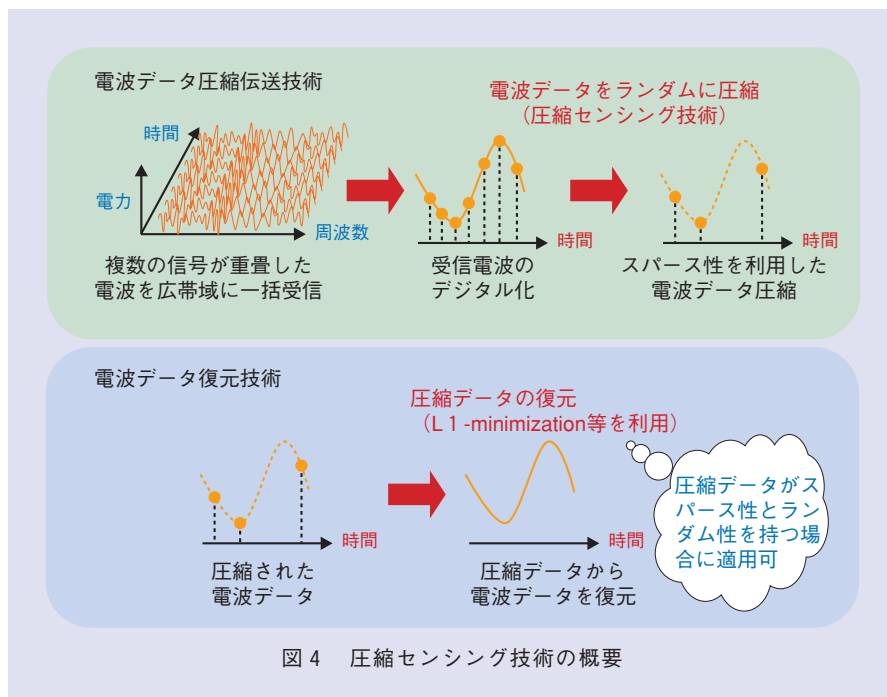 電波データ圧縮伝送技術
電波データをランダムに圧縮
（圧縮センシング技術）
時間
電力
周波数
時間
時間
複数の信号が重畳した
電波を広帯域に一括受信
受信電波の
デジタル化
スパース性を利用した
電波データ圧縮
電波データ復元技術
圧縮データの復元
（L１-minimization等を利用）
圧縮データがス
パース性とラン
ダム性を持つ場
合に適用可
時間
時間
圧縮された
電波データ
圧縮データから
電波データを復元
図４　圧縮センシング技術の概要